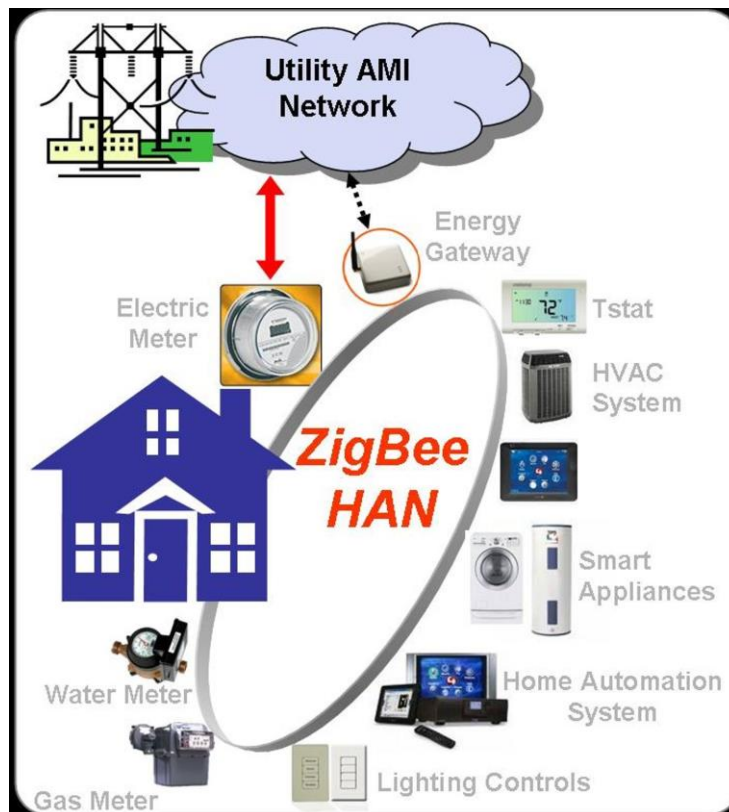 Utility AMI
Network
Energy
Gateway
Electric
Meter
Tstat
72°
HVAC
System
ZigBee
HAN
Smart
Appliances
Water Meter
Home Automation
System
Gas Meter
Lighting Controls